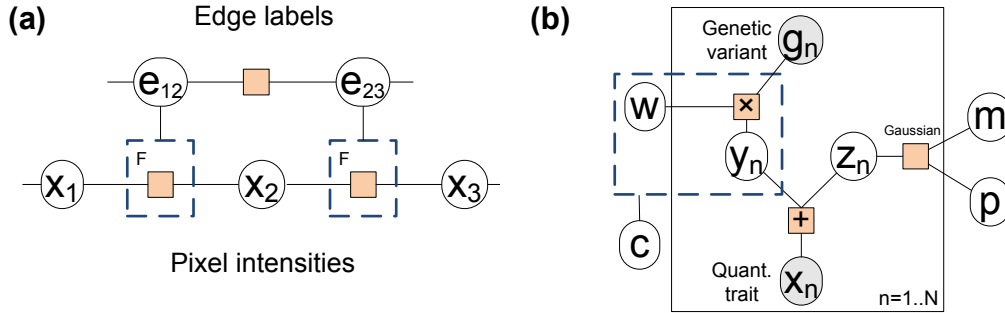 (a)
Edge labels
e12
e23
F
F
x1
x2
x3
Pixel intensities
(b)
Genetic
variant
gn
w
×
yn
zn
Gaussian
m
p
c
+
Quant.
trait
xn
n=1..N